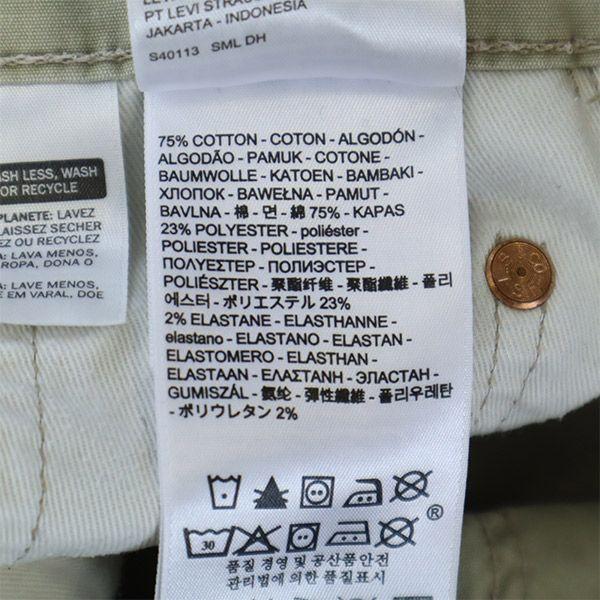 PT LEVI STRAUSS
JAKARTA - INDONESIA
S40113 SML DH
75% COTTON - COTON - ALGODÓN -
ALGODÃO - PAMUK - COTONE -
BAUMWOLLE - KATOEN - BAMBAKI -
ХЛОПОК - BAWEŁNA - PAMUT -
BAVLNA - 棉 - 면 - 綿 75% - KAPAS
23% POLYESTER - poliéster -
POLIESTER - POLIESTERE -
ΠΟΛΥΕΣΤΕΡ - ПОЛИЭСТЕР -
POLIÉSZTER - 聚酯纤维 - 聚酯纖維 - 폴리
에스터 - ポリエステル 23%
2% ELASTANE - ELASTHANNE -
elastano - ELASTANO - ELASTAN -
ELASTOMERO - ELASTHAN -
ELASTAAN - ΕΛΑΣΤΑΝΗ - ЭЛАСТАН -
GUMISZÁL - 氨纶 - 彈性纖維 - 폴리우레탄
- ポリウレタン 2%
30
®
품질 경영 및 공산품 안전
관리법에 의한 품질 표시
SH LESS, WASH
OR RECYCLE
PLANETE: LAVEZ
LAISSEZ SECHER
EZ OU RECYCLEZ
A: LAVA MENOS,
ROPA, DONA O
A: LAVE MENOS,
E EM VARAL, DOE